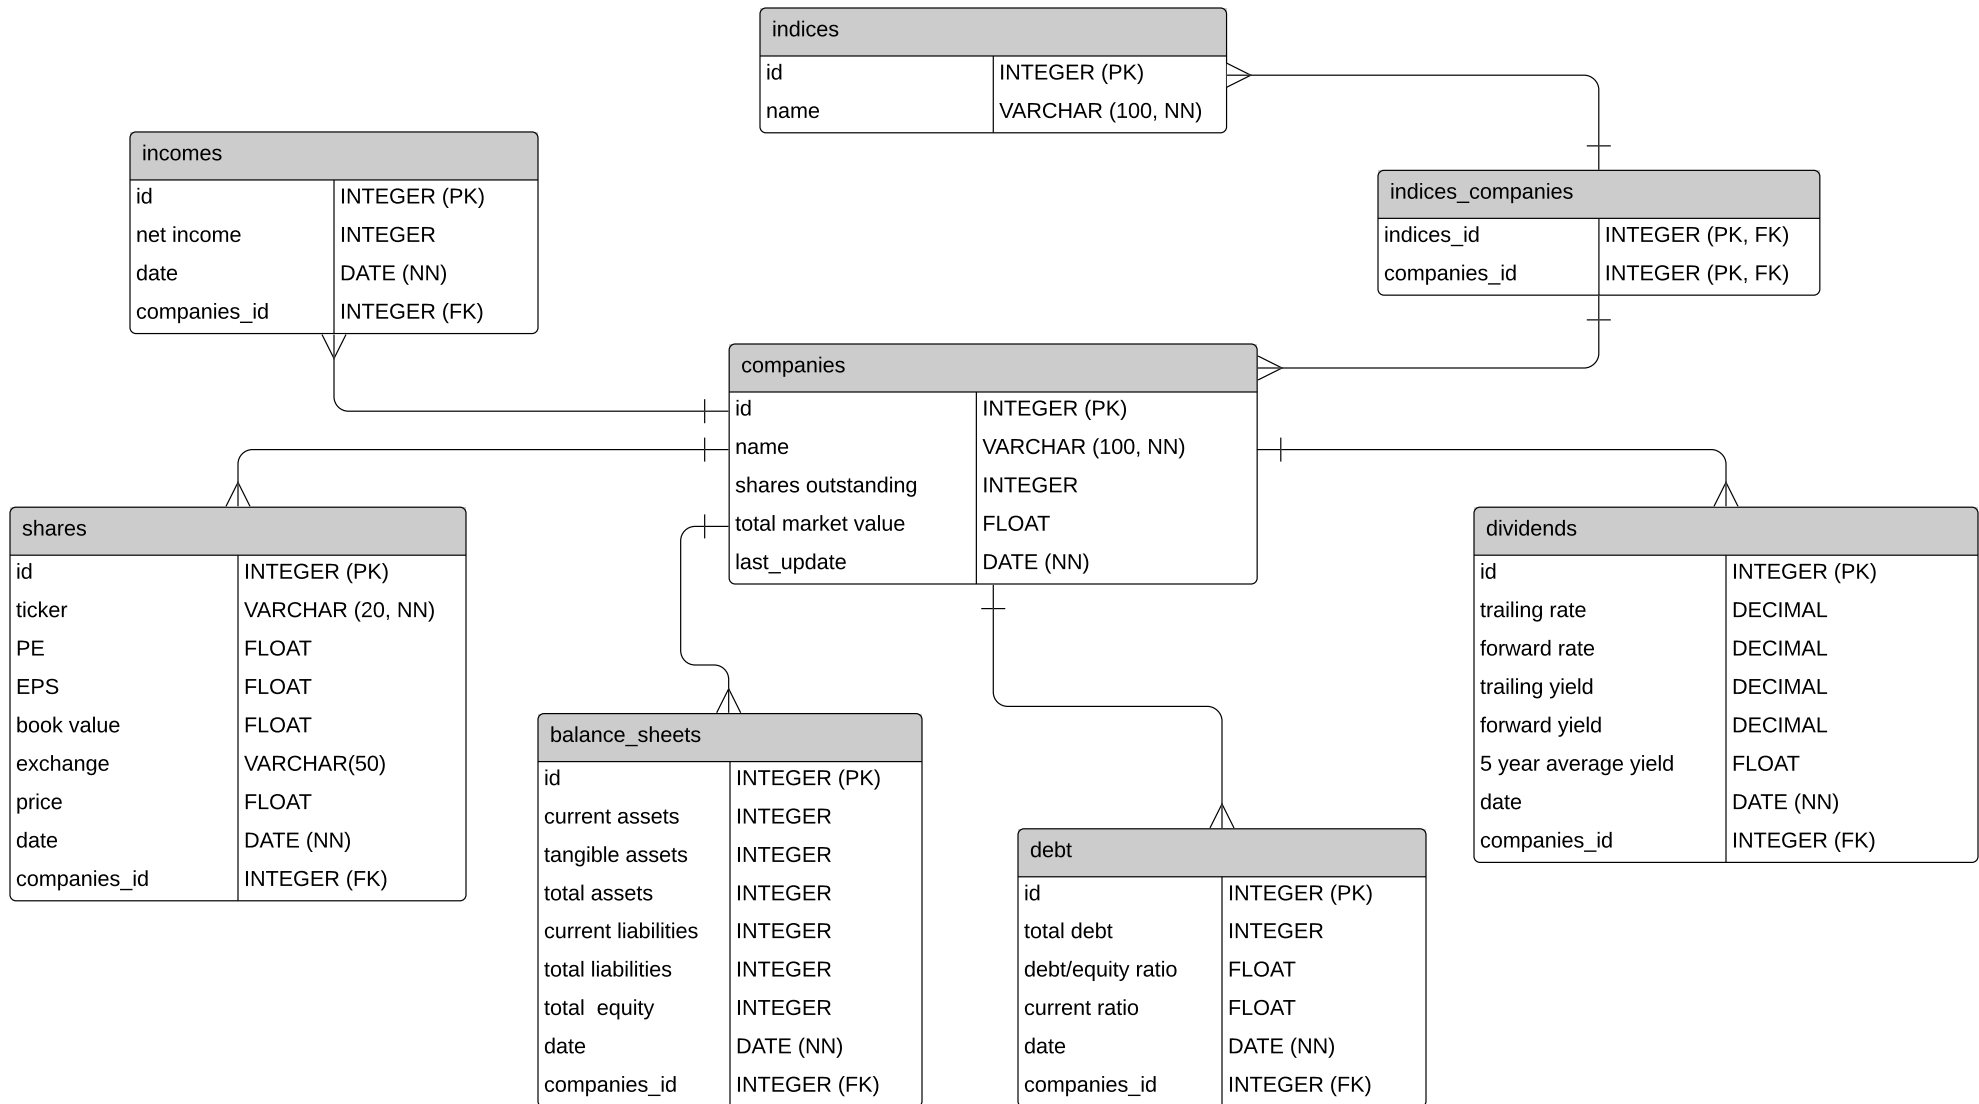 indices
id INTEGER (PK)
name VARCHAR (100, NN)
incomes
id INTEGER (PK)
net income INTEGER
date DATE (NN)
companies_id INTEGER (FK)
indices_companies
indices_id INTEGER (PK, FK)
companies_id INTEGER (PK, FK)
companies
id INTEGER (PK)
name VARCHAR (100, NN)
shares outstanding INTEGER
total market value FLOAT
last_update DATE (NN)
shares
id INTEGER (PK)
ticker VARCHAR (20, NN)
PE FLOAT
EPS FLOAT
book value FLOAT
exchange VARCHAR(50)
price FLOAT
date DATE (NN)
companies_id INTEGER (FK)
dividends
id INTEGER (PK)
trailing rate DECIMAL
forward rate DECIMAL
trailing yield DECIMAL
forward yield DECIMAL
5 year average yield FLOAT
date DATE (NN)
companies_id INTEGER (FK)
balance_sheets
id INTEGER (PK)
current assets INTEGER
tangible assets INTEGER
total assets INTEGER
current liabilities INTEGER
total liabilities INTEGER
total  equity INTEGER
date DATE (NN)
companies_id INTEGER (FK)
debt
id INTEGER (PK)
total debt INTEGER
debt/equity ratio FLOAT
current ratio FLOAT
date DATE (NN)
companies_id INTEGER (FK)